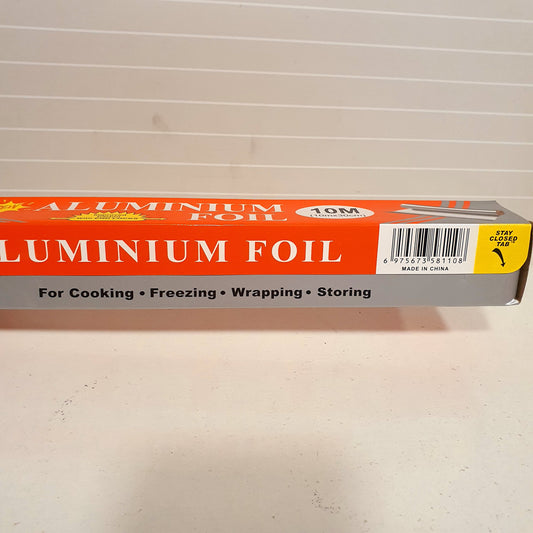 ALUMINIUM
FOIL
10M
(10mx30cm)
LUMINIUM FOIL
6 975673 581108
MADE IN CHINA
STAY
CLOSED
TAB
For Cooking • Freezing • Wrapping • Storing